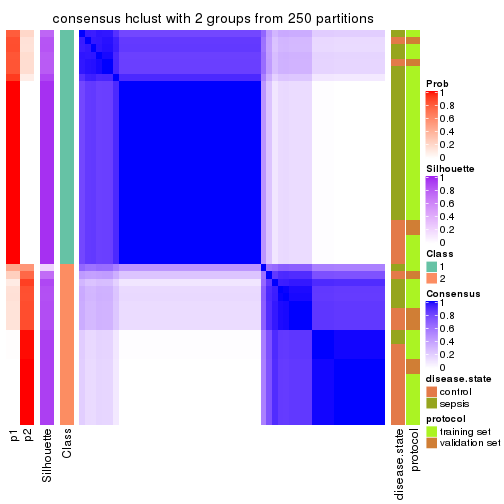 consensus hclust with 2 groups from 250 partitions
Prob
1
0.8
0.6
0.4
0.2
0
Silhouette
1
0.8
0.6
0.4
0.2
0
Class
1
2
Consensus
1
0.8
0.6
0.4
0.2
0
disease.state
control
sepsis
protocol
training set
validation set
p1
p2
Silhouette
Class
disease.state
protocol